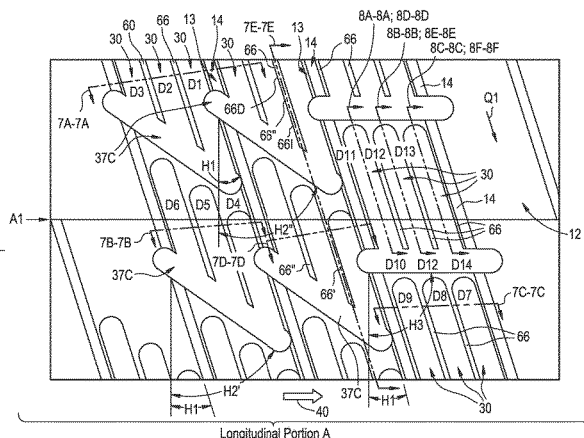 7E-7E
8A-8A; 8D-8D
8B-8B; 8E-8E
8C-8C; 8F-8F
30 60 30 66 30 13 14 30 66 66 14 66 14
D3 D2 D1
66D
66"
66I
Q1
7A-7A
37C
H1
D11 D12 D13
30
14
A1
D6 D5 D4
H2"
66
12
7B-7B
7D-7D
37C
66"
66'
D10 D12 D14
D9 D8 D7
7C-7C
H3
66
H2'
37C
H1
40
H1
30
Longitudinal Portion A